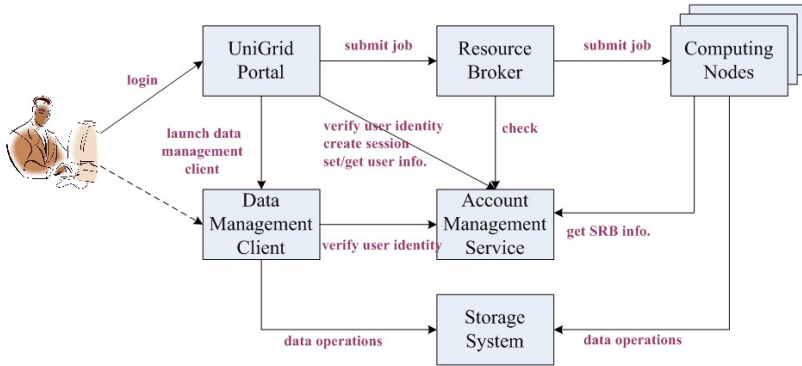 UniGrid
Portal
submit job
Resource
Broker
submit job
Computing
Nodes
login
launch data
management
client
verify user identity
create session
set/get user info.
check
Data
Management
Client
verify user identity
Account
Management
Service
get SRB info.
data operations
Storage
System
data operations